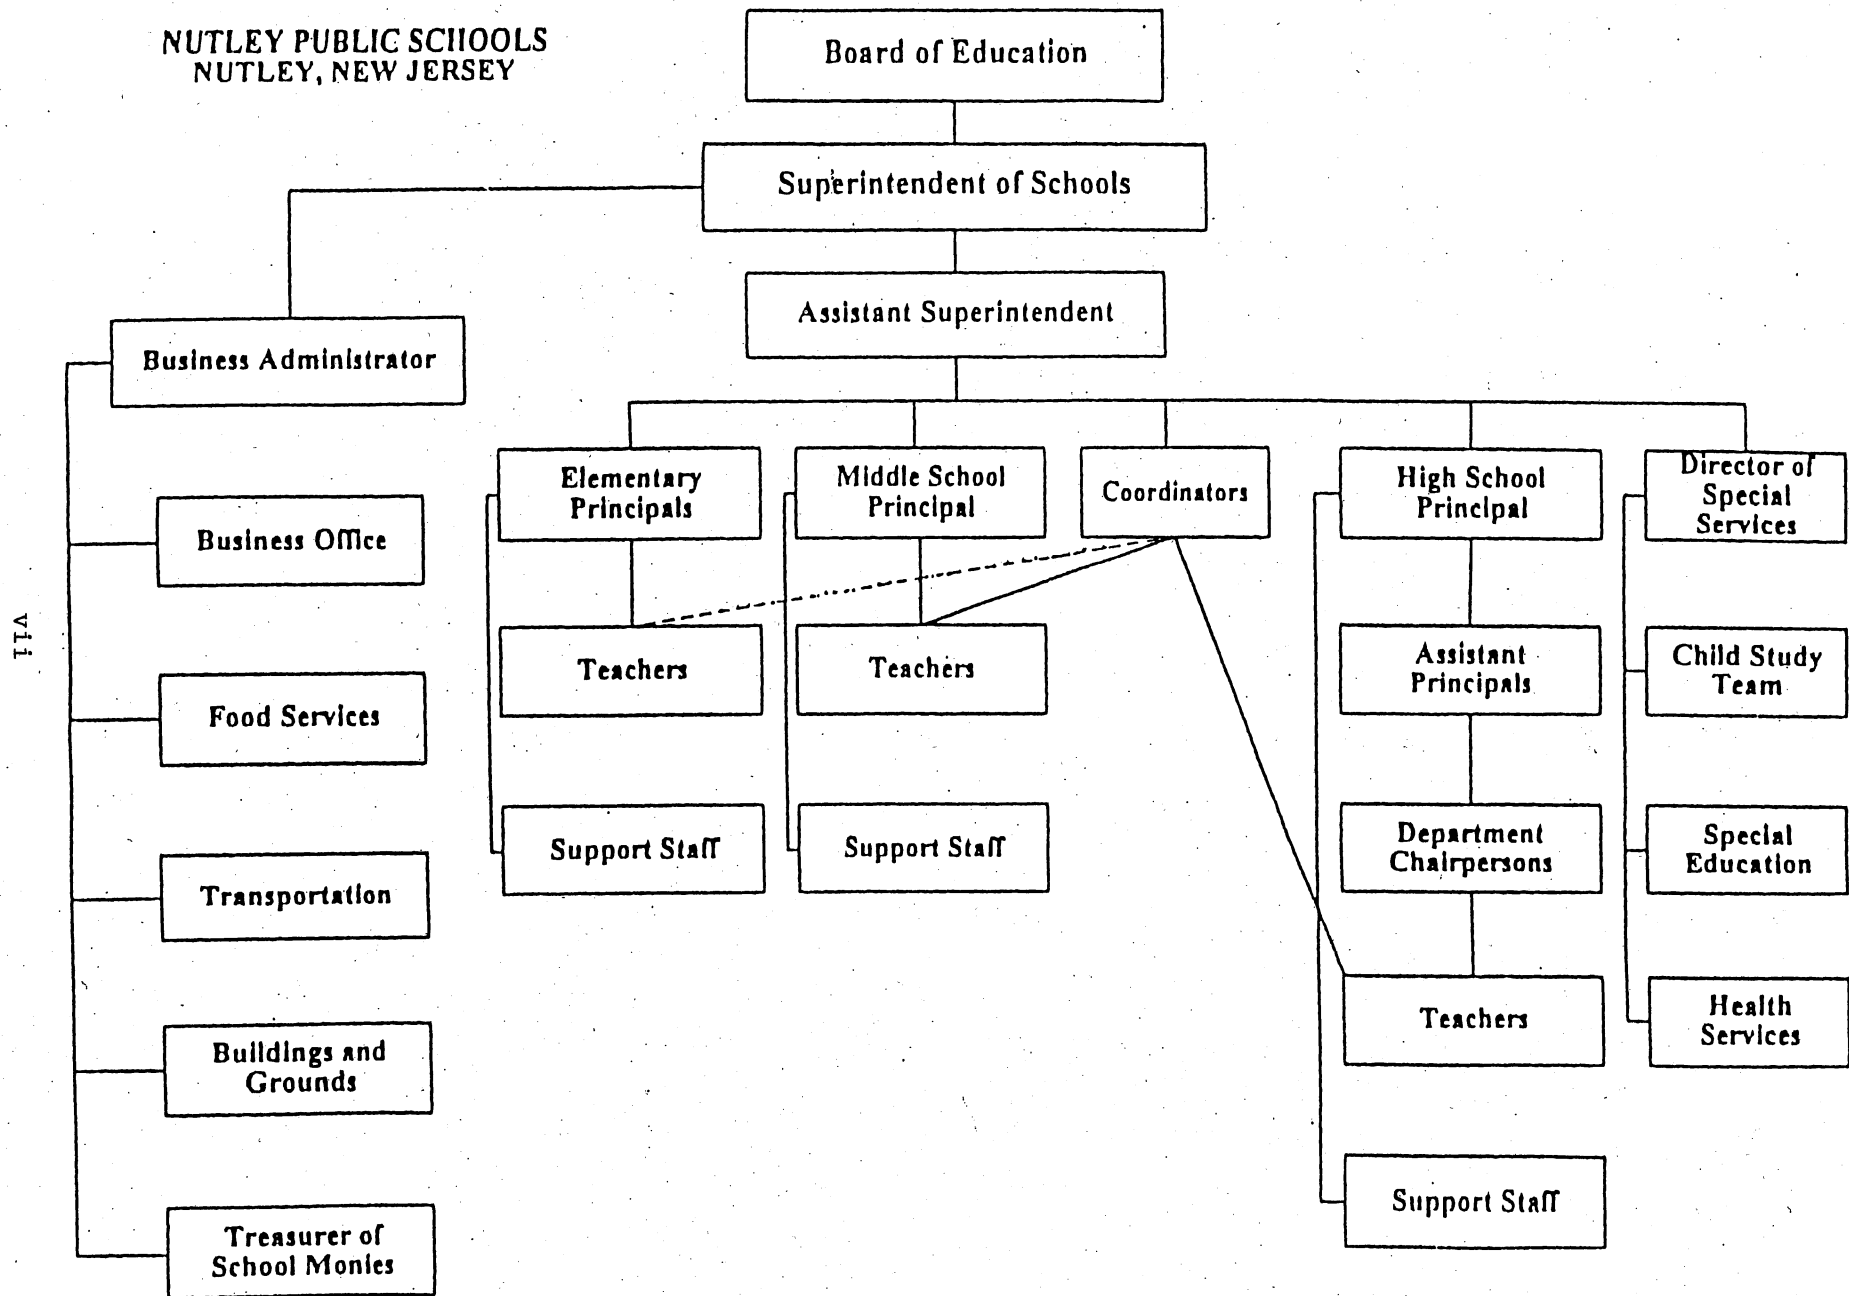 NUTLEY PUBLIC SCHOOLS
NUTLEY, NEW JERSEY
Board of Education
Superintendent of Schools
Assistant Superintendent
Business Administrator
Business Office
Food Services
Transportation
Buildings and
Grounds
Treasurer of
School Monies
Elementary
Principals
Teachers
Support Staff
Middle School
Principal
Teachers
Support Staff
Coordinators
High School
Principal
Assistant
Principals
Department
Chairpersons
Teachers
Support Staff
Director of
Special
Services
Child Study
Team
Special
Education
Health
Services
vii